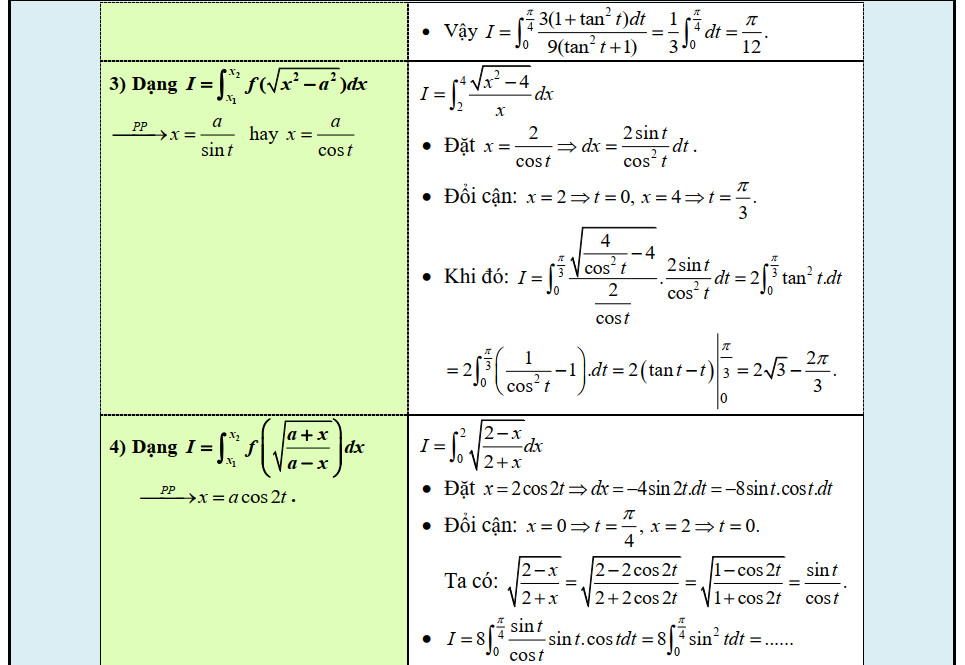 • Vậy $I = \int_0^{\frac{\pi}{4}} \frac{3(1+\tan^2 t)dt}{9(\tan^2 t+1)} = \frac{1}{3}\int_0^{\frac{\pi}{4}} dt = \frac{\pi}{12}.$
3) Dạng $I = \int_{x_1}^{x_2} f(\sqrt{x^2-a^2})dx$
$\xrightarrow{PP} x = \frac{a}{\sin t}$ hay $x = \frac{a}{\cos t}$
$I = \int_2^4 \frac{\sqrt{x^2-4}}{x} dx$
• Đặt $x = \frac{2}{\cos t} \Rightarrow dx = \frac{2\sin t}{\cos^2 t} dt.$
• Đổi cận: $x = 2 \Rightarrow t = 0, x = 4 \Rightarrow t = \frac{\pi}{3}.$
• Khi đó: $I = \int_0^{\frac{\pi}{3}} \frac{\sqrt{\frac{4}{\cos^2 t}-4}}{\frac{2}{\cos t}}.\frac{2\sin t}{\cos^2 t} dt = 2\int_0^{\frac{\pi}{3}} \tan^2 t.dt$
$= 2\int_0^{\frac{\pi}{3}} \left(\frac{1}{\cos^2 t}-1\right).dt = 2(\tan t - t)\Big|_0^{\frac{\pi}{3}} = 2\sqrt{3} - \frac{2\pi}{3}.$
4) Dạng $I = \int_{x_1}^{x_2} f\left(\sqrt{\frac{a+x}{a-x}}\right)dx$
$\xrightarrow{PP} x = a\cos 2t.$
$I = \int_0^2 \sqrt{\frac{2-x}{2+x}} dx$
• Đặt $x = 2\cos 2t \Rightarrow dx = -4\sin 2t.dt = -8\sin t.\cos t.dt$
• Đổi cận: $x = 0 \Rightarrow t = \frac{\pi}{4}, x = 2 \Rightarrow t = 0.$
Ta có: $\sqrt{\frac{2-x}{2+x}} = \sqrt{\frac{2-2\cos 2t}{2+2\cos 2t}} = \sqrt{\frac{1-\cos 2t}{1+\cos 2t}} = \frac{\sin t}{\cos t}.$
• $I = 8\int_0^{\frac{\pi}{4}} \frac{\sin t}{\cos t} \sin t.\cos tdt = 8\int_0^{\frac{\pi}{4}} \sin^2 tdt = ......$